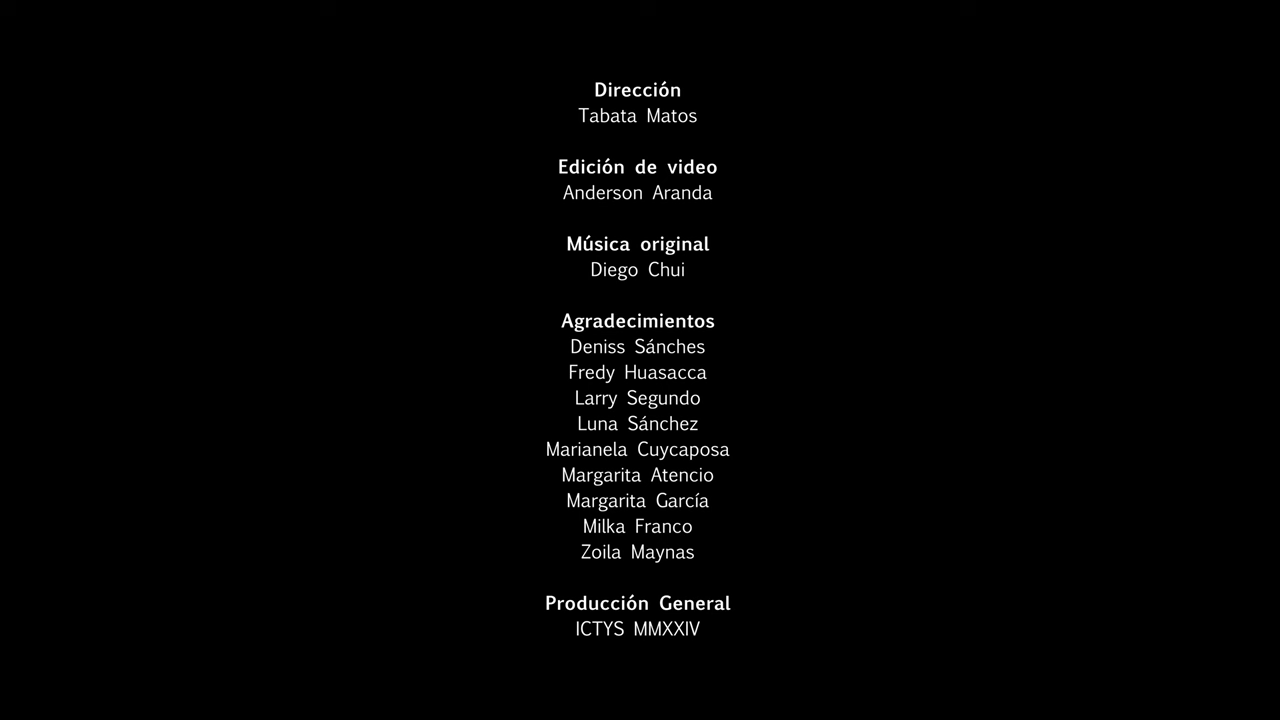 Dirección
Tabata Matos
Edición de video
Anderson Aranda
Música original
Diego Chui
Agradecimientos
Deniss Sánches
Fredy Huasacca
Larry Segundo
Luna Sánchez
Marianela Cuycaposa
Margarita Atencio
Margarita García
Milka Franco
Zoila Maynas
Producción General
ICTYS MMXXIV